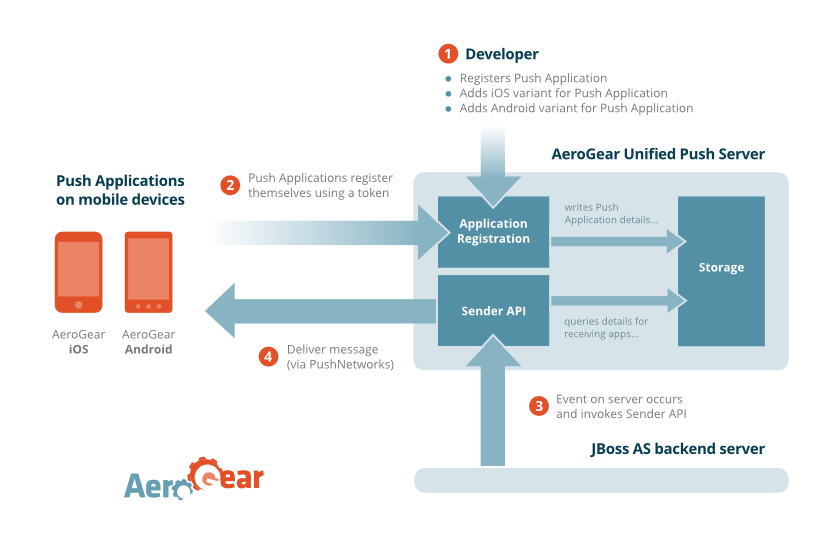 1 Developer
Registers Push Application
Adds iOS variant for Push Application
Adds Android variant for Push Application
AeroGear Unified Push Server
Push Applications
on mobile devices
2 Push Applications register
themselves using a token
Application
Registration
writes Push
Application details...
Storage
Sender API
queries details for
receiving apps...
AeroGear
iOS
AeroGear
Android
4 Deliver message
(via PushNetworks)
3 Event on server occurs
and invokes Sender API
JBoss AS backend server
AeroGear